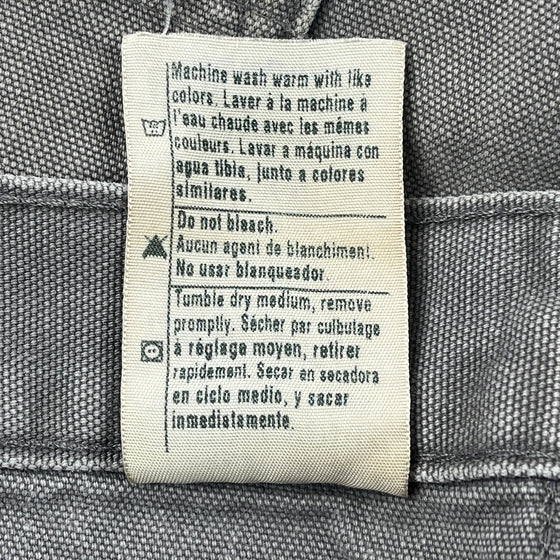 Machine wash warm with like
colors. Laver à la machine à
l'eau chaude avec les mêmes
couleurs. Lavar a máquina con
agua tibia, junto a colores
similares.
Do not bleach.
Aucun agent de blanchiment.
No usar blanqueador.
Tumble dry medium, remove
promptly. Sécher par culbutage
à réglage moyen, retirer
rapidement. Secar en secadora
en ciclo medio, y sacar
inmediatamente.